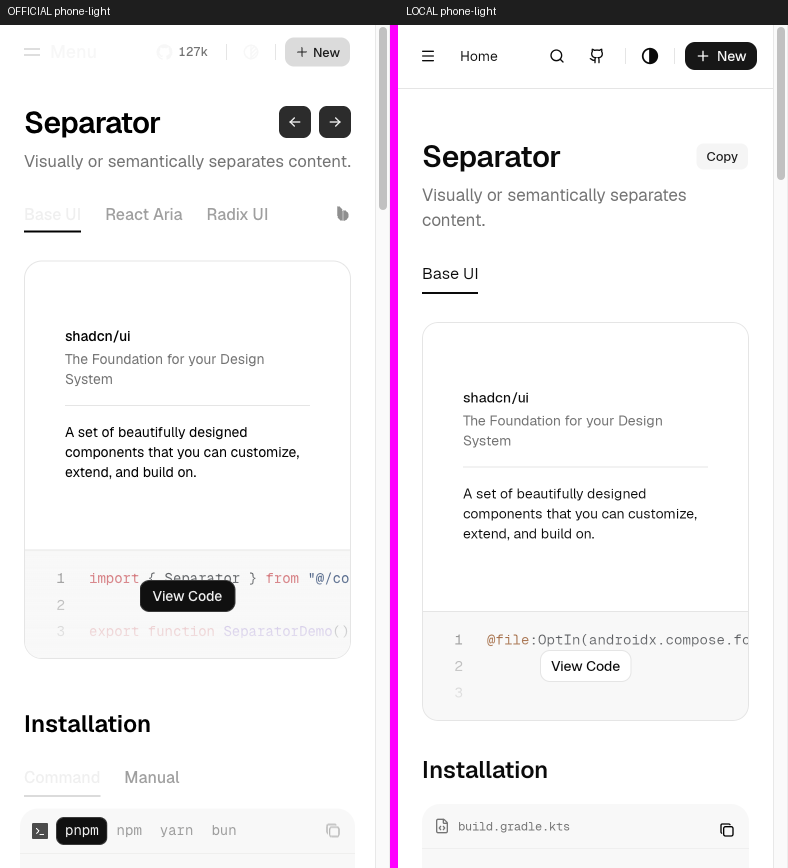 OFFICIAL phone-light
Menu
127k
New
Separator
Visually or semantically separates content.
Base UI
React Aria
Radix UI
shadcn/ui
The Foundation for your Design
System
A set of beautifully designed
components that you can customize,
extend, and build on.
1 import { Separator } from "@/co
2
View Code
3 export function SeparatorDemo()
Installation
Command
Manual
pnpm npm yarn bun
LOCAL phone-light
Home
New
Separator
Copy
Visually or semantically separates
content.
Base UI
shadcn/ui
The Foundation for your Design
System
A set of beautifully designed
components that you can customize,
extend, and build on.
1 @file:OptIn(androidx.compose.fo
2
View Code
3
Installation
build.gradle.kts